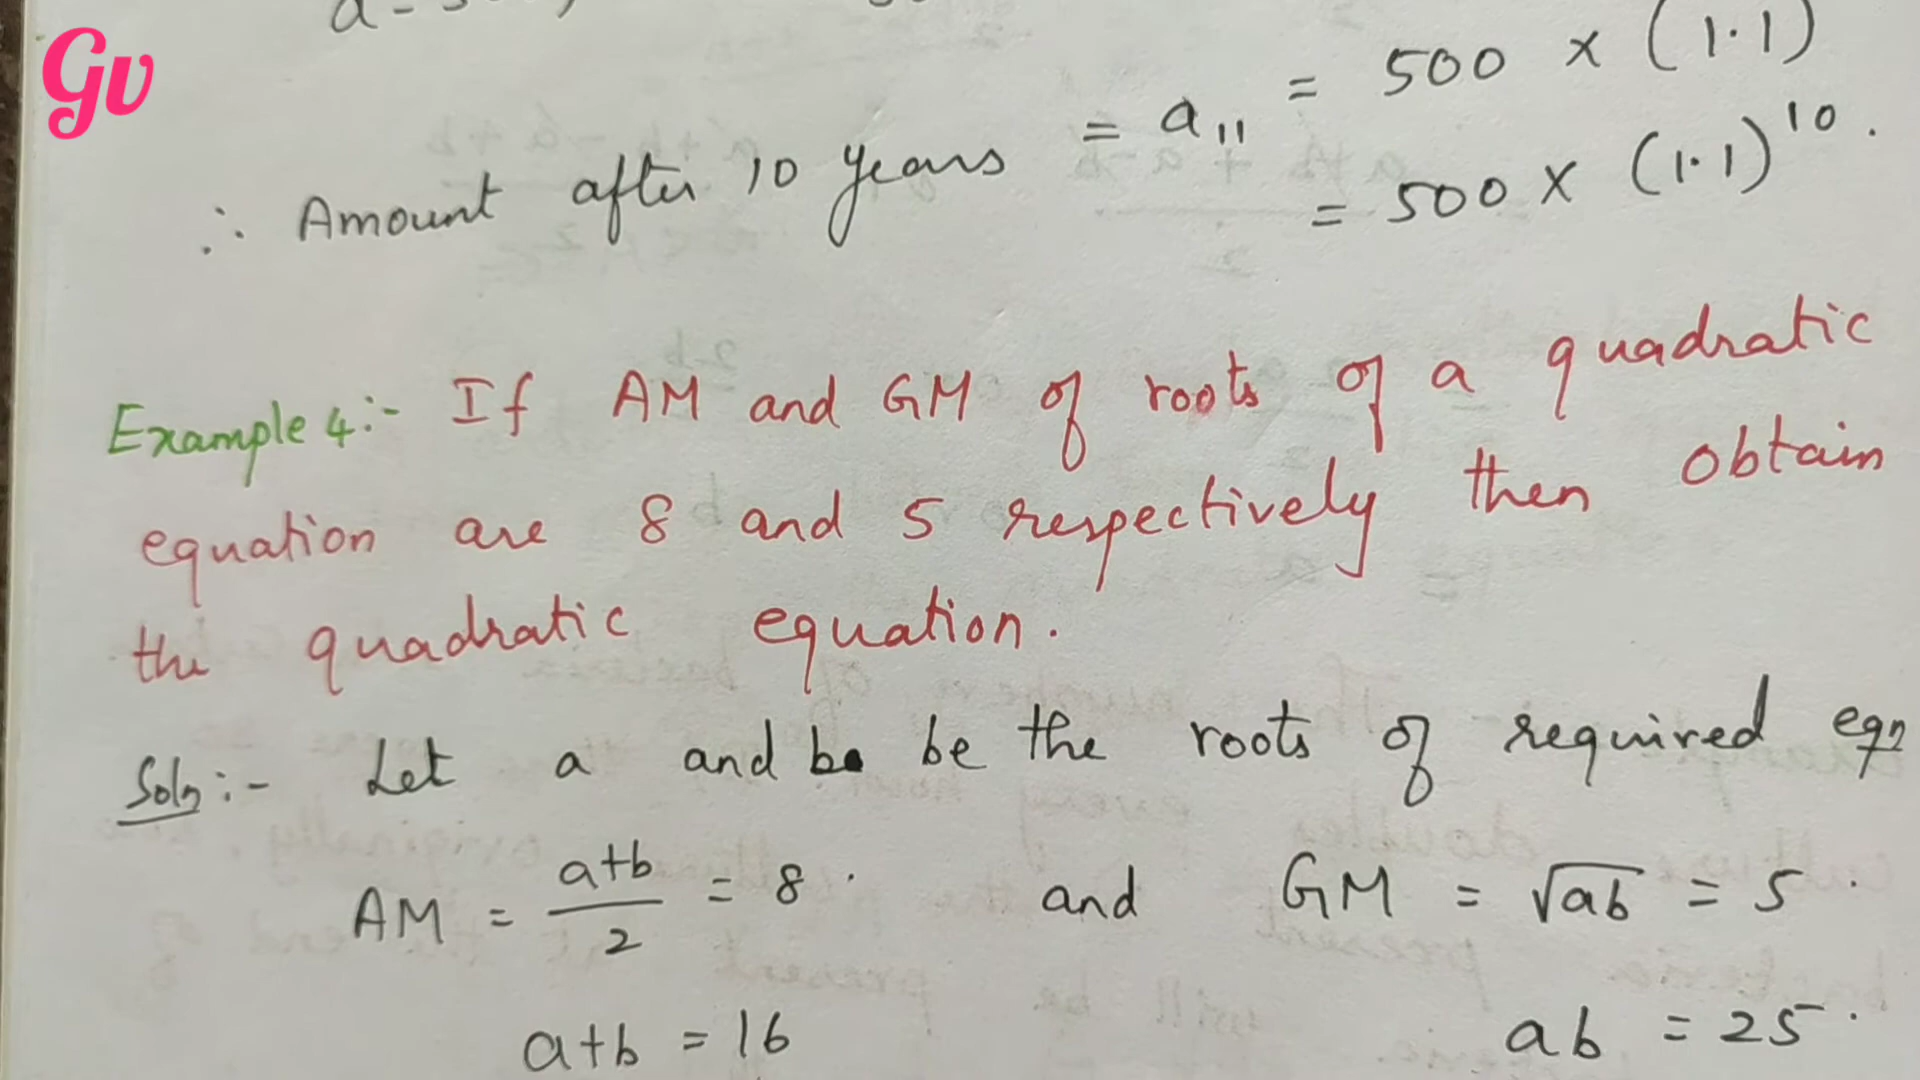 Gv
= a₁₁ = 500 × (1.1)
∴ Amount after 10 years = 500 × (1.1)¹⁰.
Example 4:- If AM and GM of roots of a quadratic
equation are 8 and 5 respectively then obtain
the quadratic equation.
Soln:- Let a and b be the roots of required eqn
AM = a+b/2 = 8. and GM = √ab = 5.
a+b = 16 ab = 25.